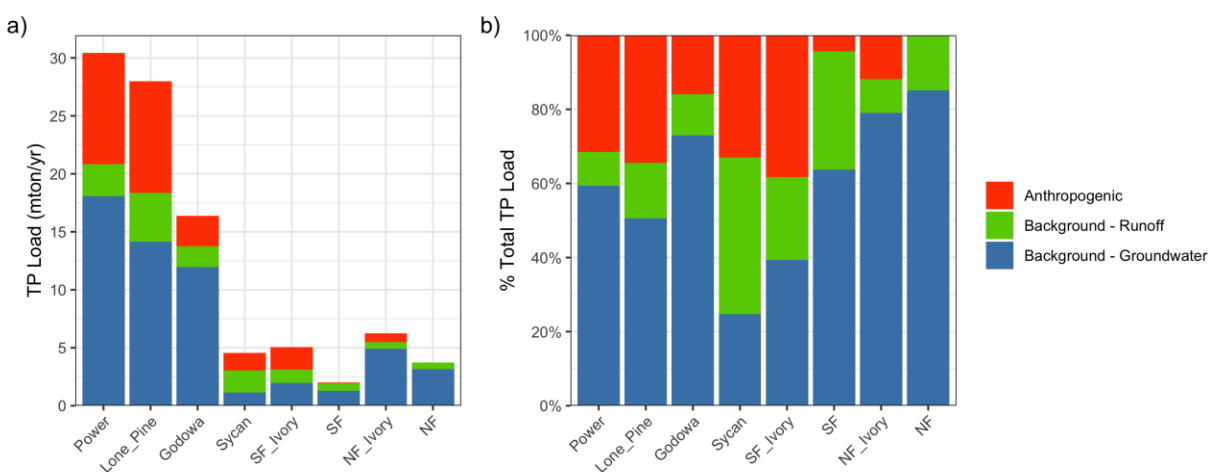 a)
TP Load (mton/yr)
30
25
20
15
10
5
0
Power
Lone_Pine
Godowa
Sycan
SF_Ivory
SF
NF_Ivory
NF
b)
% Total TP Load
100%
80%
60%
40%
20%
0%
Power
Lone_Pine
Godowa
Sycan
SF_Ivory
SF
NF_Ivory
NF
Anthropogenic
Background - Runoff
Background - Groundwater